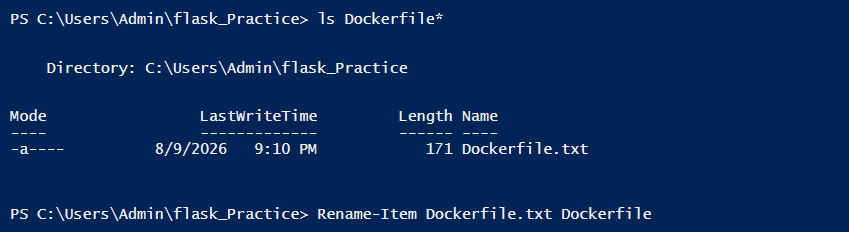 PS C:\Users\Admin\flask_Practice> ls Dockerfile*
Directory: C:\Users\Admin\flask_Practice
Mode LastWriteTime Length Name
---- ------------- ------ ----
-a---- 8/9/2026 9:10 PM 171 Dockerfile.txt
PS C:\Users\Admin\flask_Practice> Rename-Item Dockerfile.txt Dockerfile